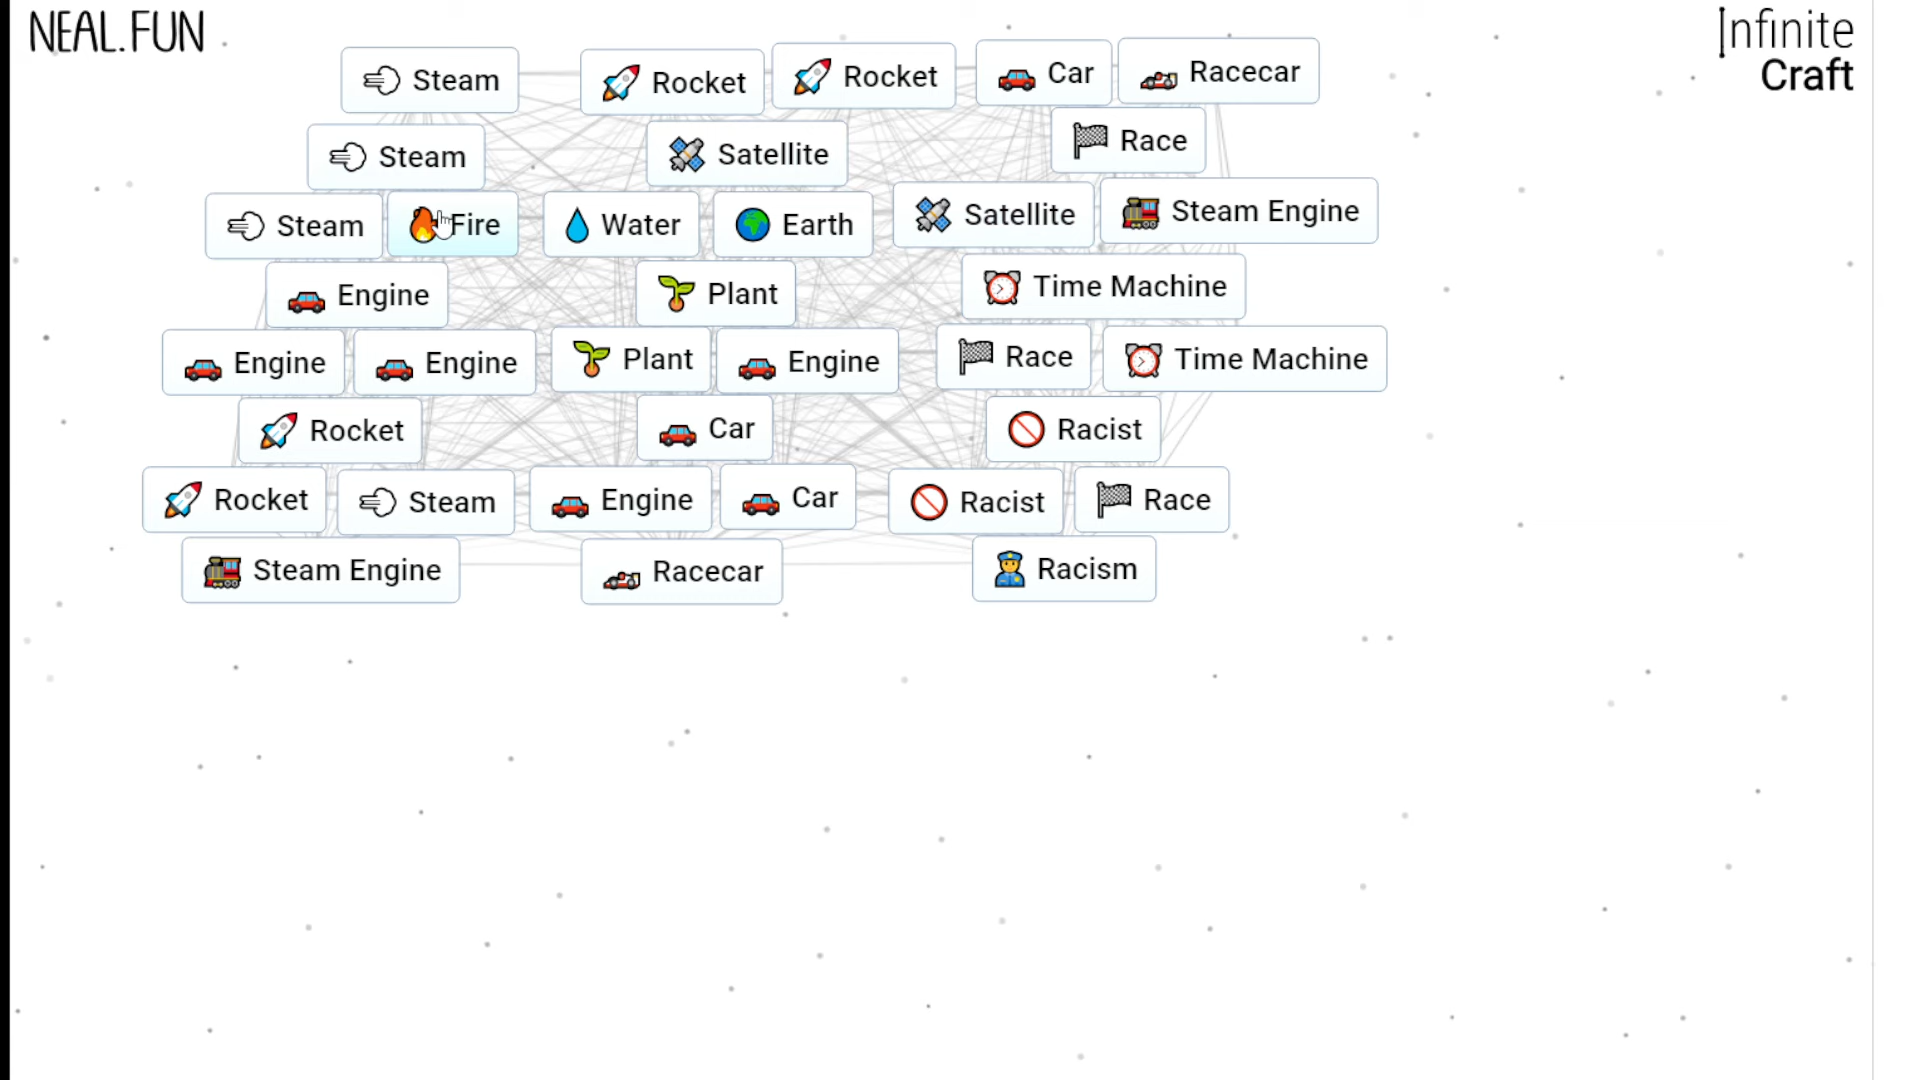 NEAL.FUN
Infinite
Craft
Steam
Rocket
Rocket
Car
Racecar
Steam
Satellite
Race
Steam
Fire
Water
Earth
Satellite
Steam Engine
Engine
Plant
Time Machine
Engine
Engine
Plant
Engine
Race
Time Machine
Rocket
Car
Racist
Rocket
Steam
Engine
Car
Racist
Race
Steam Engine
Racecar
Racism